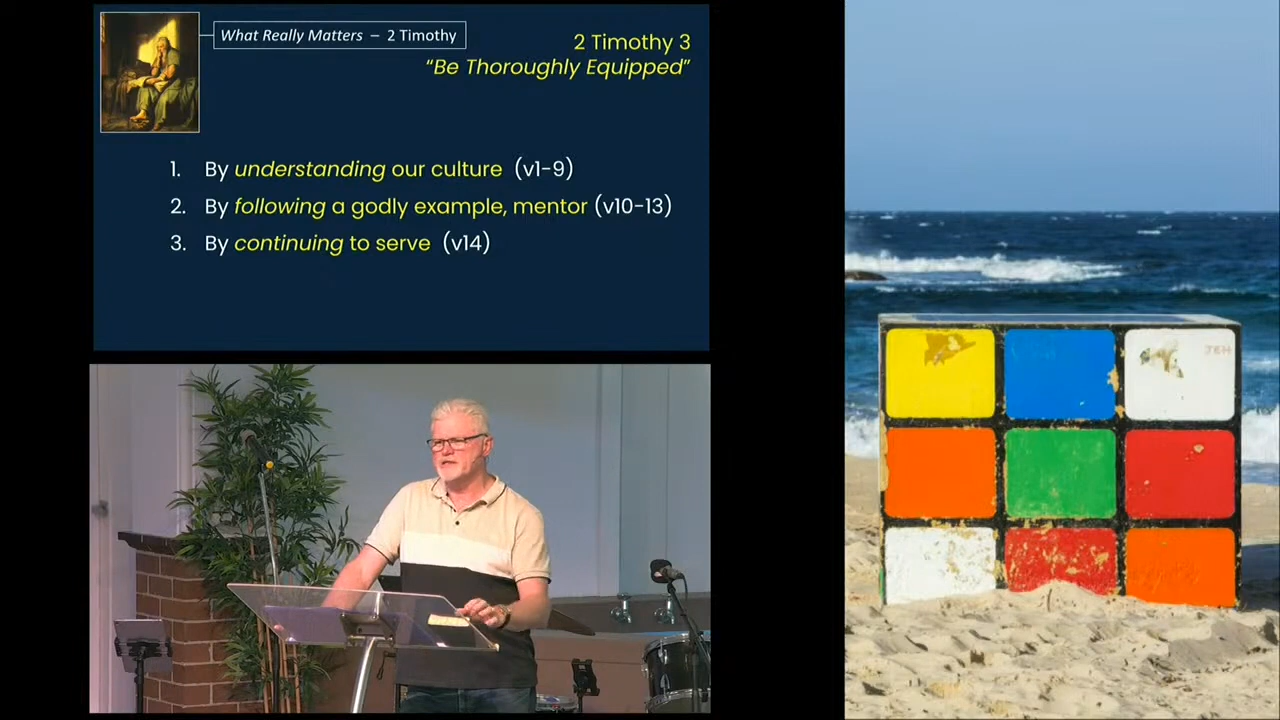 What Really Matters – 2 Timothy
2 Timothy 3
“Be Thoroughly Equipped”
1. By understanding our culture (v1-9)
2. By following a godly example, mentor (v10-13)
3. By continuing to serve (v14)
JEH